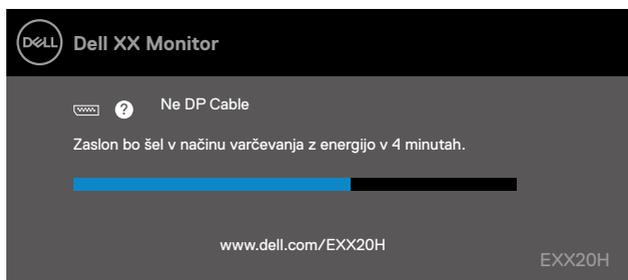 DELL
Dell XX Monitor
? Ne DP Cable
Zaslon bo šel v načinu varčevanja z energijo v 4 minutah.
www.dell.com/EXX20H
EXX20H